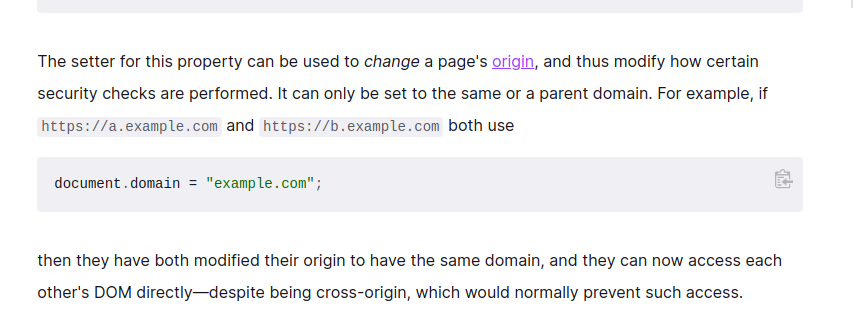 The setter for this property can be used to change a page's origin, and thus modify how certain
security checks are performed. It can only be set to the same or a parent domain. For example, if
https://a.example.com and https://b.example.com both use
document.domain = "example.com";
then they have both modified their origin to have the same domain, and they can now access each
other's DOM directly—despite being cross-origin, which would normally prevent such access.